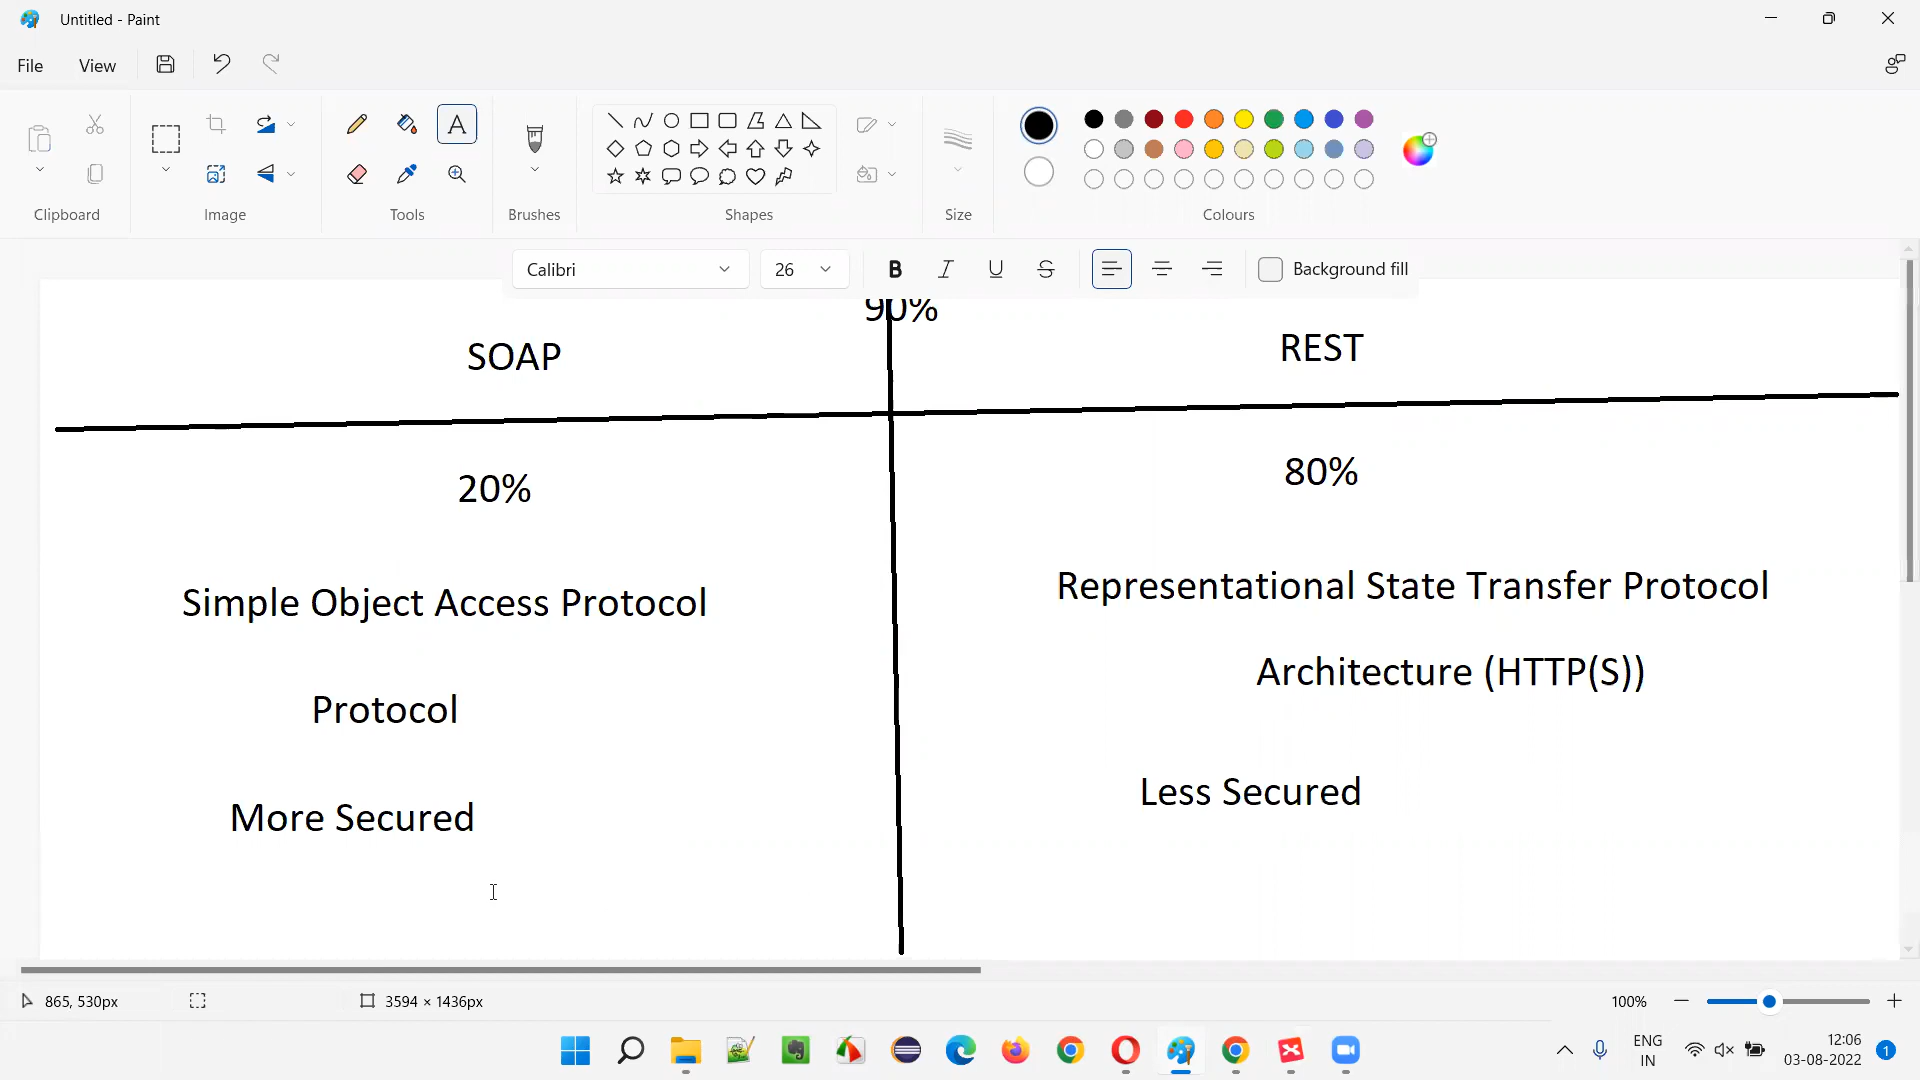 Untitled - Paint
File
View
Clipboard
Image
Tools
Brushes
Shapes
Size
Colours
Calibri
26
B
I
U
S
Background fill
90%
SOAP
REST
20%
80%
Simple Object Access Protocol
Representational State Transfer Protocol
Protocol
Architecture (HTTP(S))
More Secured
Less Secured
865, 530px
3594 × 1436px
100%
ENG
IN
12:06
03-08-2022
1